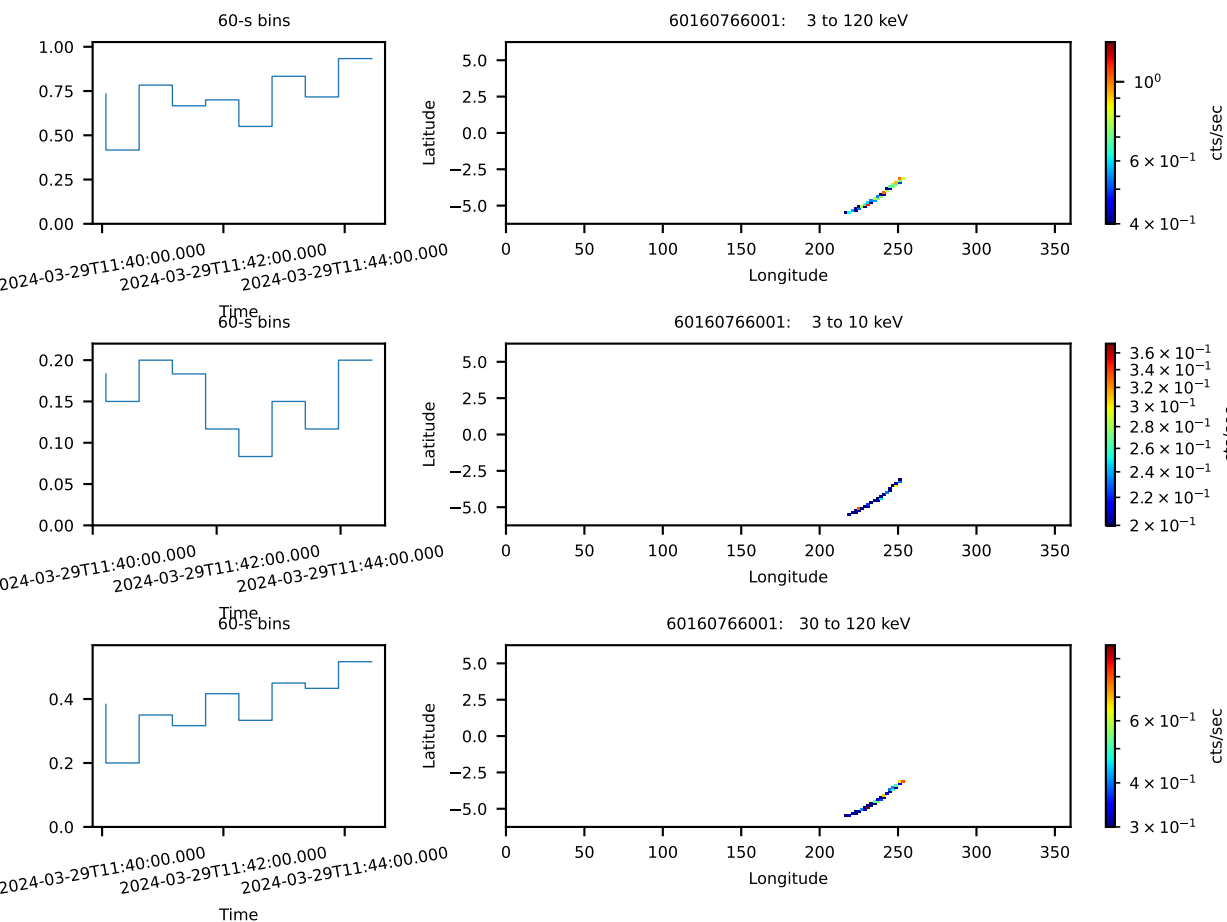 60-s bins
1.00
0.75
0.50
0.25
0.00
2024-03-29T11:40:00.000
2024-03-29T11:42:00.000
2024-03-29T11:44:00.000
Time
60160766001:    3 to 120 keV
Latitude
5.0
2.5
0.0
−2.5
−5.0
0 50 100 150 200 250 300 350
Longitude
10⁰
6 × 10⁻¹
4 × 10⁻¹
cts/sec
60-s bins
0.20
0.15
0.10
0.05
0.00
024-03-29T11:40:00.000
2024-03-29T11:42:00.000
2024-03-29T11:44:00.000
Time
60160766001:    3 to 10 keV
Latitude
5.0
2.5
0.0
−2.5
−5.0
0 50 100 150 200 250 300 350
Longitude
3.6 × 10⁻¹
3.4 × 10⁻¹
3.2 × 10⁻¹
3 × 10⁻¹
2.8 × 10⁻¹
2.6 × 10⁻¹
2.4 × 10⁻¹
2.2 × 10⁻¹
2 × 10⁻¹
60-s bins
0.4
0.2
0.0
2024-03-29T11:40:00.000
2024-03-29T11:42:00.000
2024-03-29T11:44:00.000
Time
60160766001:   30 to 120 keV
Latitude
5.0
2.5
0.0
−2.5
−5.0
0 50 100 150 200 250 300 350
Longitude
6 × 10⁻¹
4 × 10⁻¹
3 × 10⁻¹
cts/sec